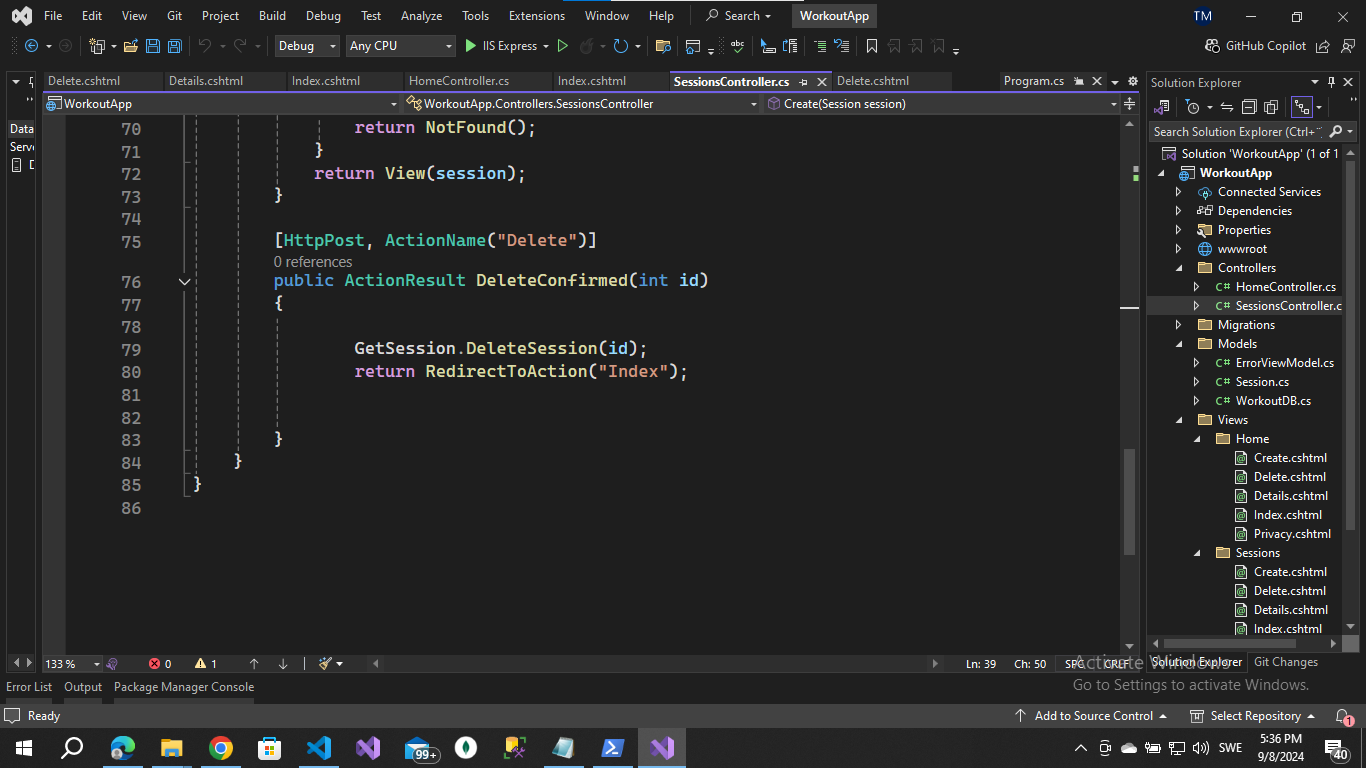 File Edit View Git Project Build Debug Test Analyze Tools Extensions Window Help Search WorkoutApp TM
Debug Any CPU IIS Express GitHub Copilot
Delete.cshtml Details.cshtml Index.cshtml HomeController.cs Index.cshtml SessionsController.cs Delete.cshtml Program.cs
WorkoutApp WorkoutApp.Controllers.SessionsController Create(Session session)
70 return NotFound();
71 }
72 return View(session);
73 }
74
75 [HttpPost, ActionName("Delete")]
0 references
76 public ActionResult DeleteConfirmed(int id)
77 {
78
79 GetSession.DeleteSession(id);
80 return RedirectToAction("Index");
81
82
83 }
84 }
85 }
86
Data
Serv
D
133 % 0 1 Ln: 39 Ch: 50 SPC CRLF
Solution Explorer
Search Solution Explorer (Ctrl+
Solution 'WorkoutApp' (1 of 1
WorkoutApp
Connected Services
Dependencies
Properties
wwwroot
Controllers
C# HomeController.cs
C# SessionsController.c
Migrations
Models
C# ErrorViewModel.cs
C# Session.cs
C# WorkoutDB.cs
Views
Home
Create.cshtml
Delete.cshtml
Details.cshtml
Index.cshtml
Privacy.cshtml
Sessions
Create.cshtml
Delete.cshtml
Details.cshtml
Index.cshtml
Solution Explorer Git Changes
Activate Windows
Go to Settings to activate Windows.
Error List Output Package Manager Console
Ready Add to Source Control Select Repository 1
99+ SWE 5:36 PM
9/8/2024 40